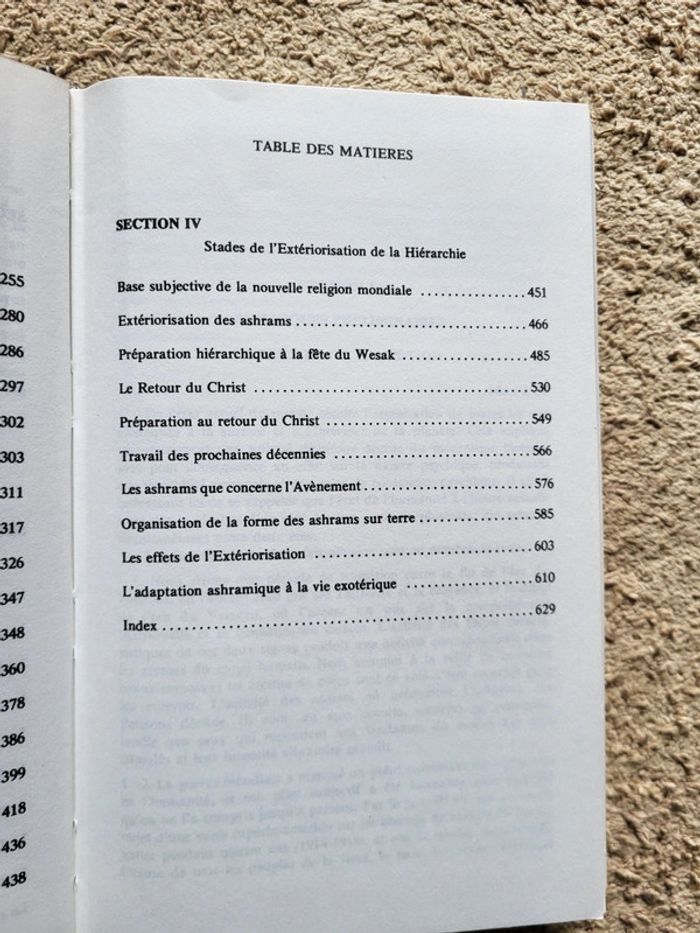 255
280
286
297
302
303
311
317
326
347
348
360
378
386
399
418
436
438
TABLE DES MATIERES
SECTION IV
Stades de l'Extériorisation de la Hiérarchie
Base subjective de la nouvelle religion mondiale ................ 451
Extériorisation des ashrams ................................ 466
Préparation hiérarchique à la fête du Wesak .................. 485
Le Retour du Christ ...................................... 530
Préparation au retour du Christ ............................ 549
Travail des prochaines décennies ........................... 566
Les ashrams que concerne l'Avènement ....................... 576
Organisation de la forme des ashrams sur terre ................ 585
Les effets de l'Extériorisation .............................. 603
L'adaptation ashramique à la vie exotérique .................. 610
Index .................................................. 629